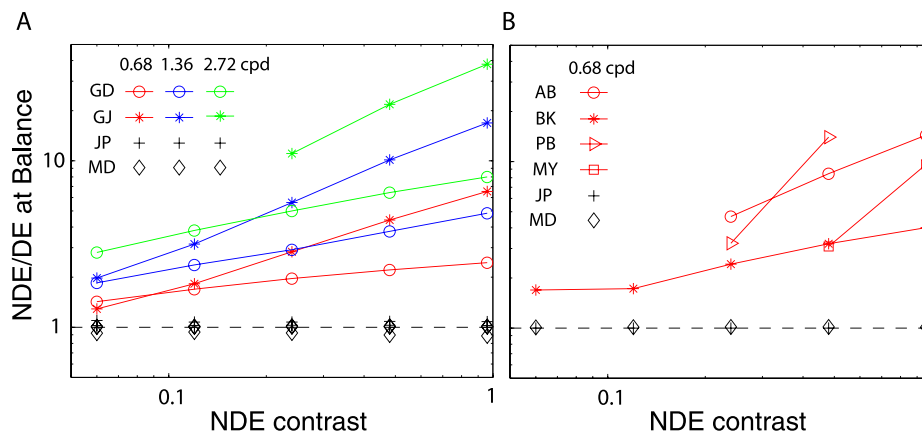 A
B
0.68 1.36 2.72 cpd
GD
GJ
JP
MD
0.68 cpd
AB
BK
PB
MY
JP
MD
NDE/DE at Balance
10
1
0.1
1
0.1
NDE contrast
NDE contrast